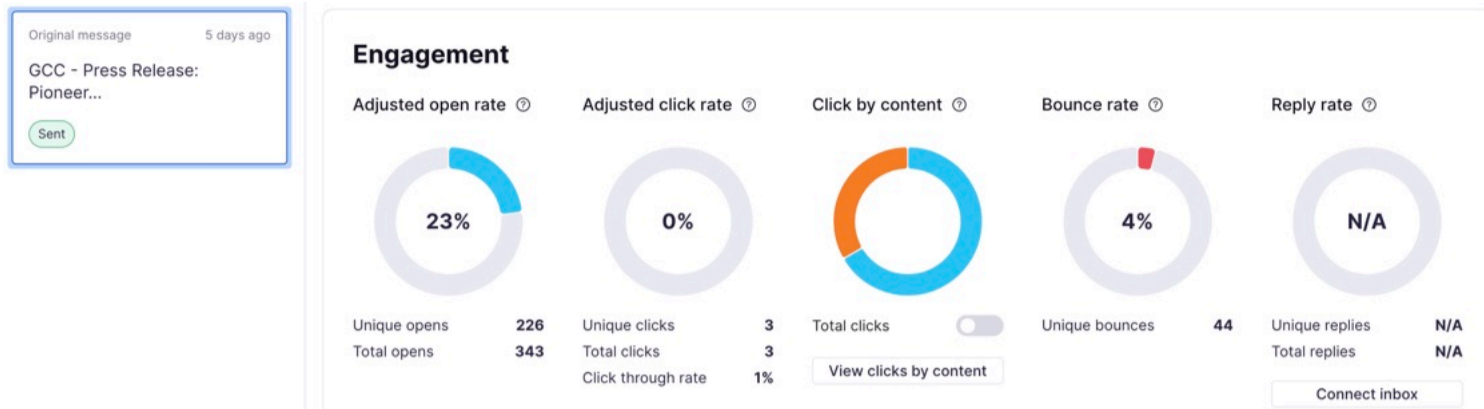 Original message 5 days ago
GCC - Press Release:
Pioneer...
Sent
Engagement
Adjusted open rate
23%
Unique opens 226
Total opens 343
Adjusted click rate
0%
Unique clicks 3
Total clicks 3
Click through rate 1%
Click by content
Total clicks
View clicks by content
Bounce rate
4%
Unique bounces 44
Reply rate
N/A
Unique replies N/A
Total replies N/A
Connect inbox